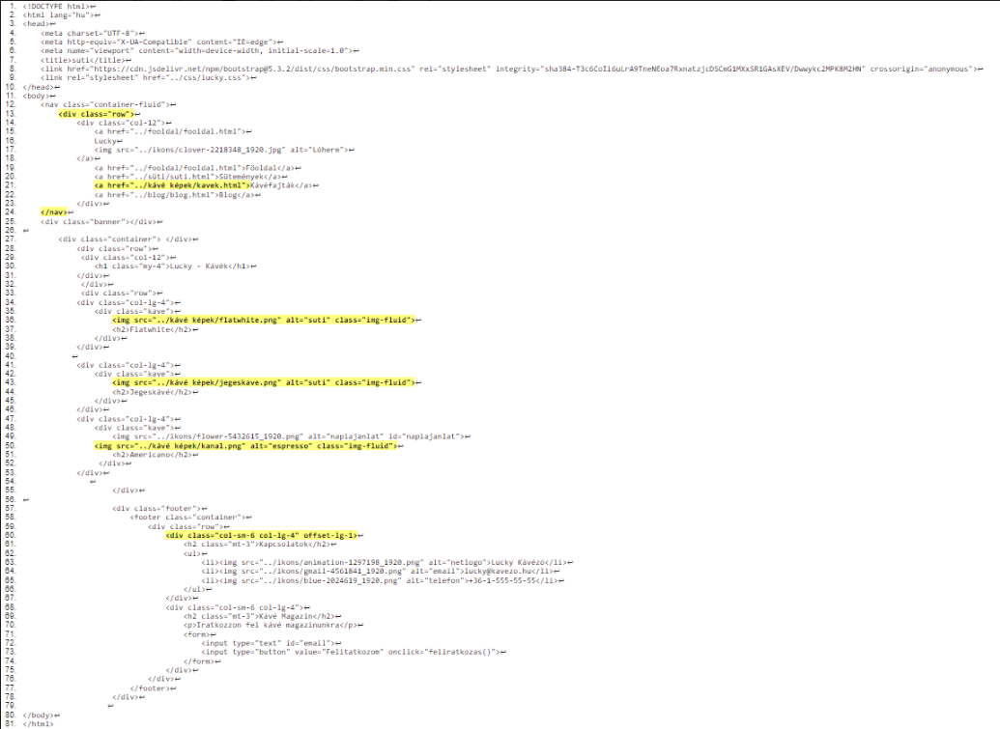 1. <!DOCTYPE html>↩
2. <html lang="hu">↩
3. <head>↩
4. <meta charset="UTF-8">↩
5. <meta http-equiv="X-UA-Compatible" content="IE=edge">↩
6. <meta name="viewport" content="width=device-width, initial-scale=1.0">↩
7. <title>suti</title>↩
8. <link href="https://cdn.jsdelivr.net/npm/bootstrap@5.3.2/dist/css/bootstrap.min.css" rel="stylesheet" integrity="sha384-T3c6CoIi6uLrA9TneNEoa7RxnatzjcDSCmG1MXxSR1GAsXEV/Dwwykc2MPK8M2HN" crossorigin="anonymous">↩
9. <link rel="stylesheet" href="../css/lucky.css">↩
10. </head>↩
11. <body>↩
12. <nav class="container-fluid">↩
13. <div class="row">↩
14. <div class="col-12">↩
15. <a href="../fooldal/fooldal.html">↩
16. Lucky↩
17. <img src="../ikons/clover-2218348_1920.jpg" alt="Lóhere">↩
18. </a>↩
19. <a href="../fooldal/fooldal.html">Főoldal</a>↩
20. <a href="../süti/suti.html">Sütemények</a>↩
21. <a href="../kávé képek/kavek.html">Kávéfajták</a>↩
22. <a href="../blog/blog.html">Blog</a>↩
23. </div>↩
24. </nav>↩
25. <div class="banner"></div>↩
26. ↩
27. <div class="container"> </div>↩
28. <div class="row">↩
29. <div class="col-12">↩
30. <h1 class="my-4">Lucky - Kávék</h1>↩
31. </div>↩
32. </div>↩
33. <div class="row">↩
34. <div class="col-lg-4">↩
35. <div class="kave">↩
36. <img src="../kávé képek/flatwhite.png" alt="suti" class="img-fluid">↩
37. <h2>Flatwhite</h2>↩
38. </div>↩
39. </div>↩
40. ↩
41. <div class="col-lg-4">↩
42. <div class="kave">↩
43. <img src="../kávé képek/jegeskave.png" alt="suti" class="img-fluid">↩
44. <h2>Jegeskávé</h2>↩
45. </div>↩
46. </div>↩
47. <div class="col-lg-4">↩
48. <div class="kave">↩
49. <img src="../ikons/flower-5432615_1920.png" alt="napiajanlat" id="napiajanlat">↩
50. <img src="../kávé képek/kana1.png" alt="espresso" class="img-fluid">↩
51. <h2>Americano</h2>↩
52. </div>↩
53. </div>↩
54. ↩
55. </div>↩
56. ↩
57. <div class="footer">↩
58. <footer class="container">↩
59. <div class="row">↩
60. <div class="col-sm-6 col-lg-4" offset-lg-1>↩
61. <h2 class="mt-3">Kapcsolatok</h2>↩
62. <ul>↩
63. <li><img src="../ikons/animation-1297198_1920.png" alt="netlogo">Lucky Kávézó</li>↩
64. <li><img src="../ikons/gmail-4561841_1920.png" alt="email">lucky@kavezo.hu</li>↩
65. <li><img src="../ikons/blue-2024619_1920.png" alt="telefon">+36-1-555-55-55</li>↩
66. </ul>↩
67. </div>↩
68. <div class="col-sm-6 col-lg-4">↩
69. <h2 class="mt-3">Kávé Magazin</h2>↩
70. <p>Iratkozzon fel kávé magazinunkra</p>↩
71. <form>↩
72. <input type="text" id="email">↩
73. <input type="button" value="Felitatkozom" onclick="feliratkozas()">↩
74. </form>↩
75. </div>↩
76. </div>↩
77. </footer>↩
78. </div>↩
79. ↩
80. </body>↩
81. </html>